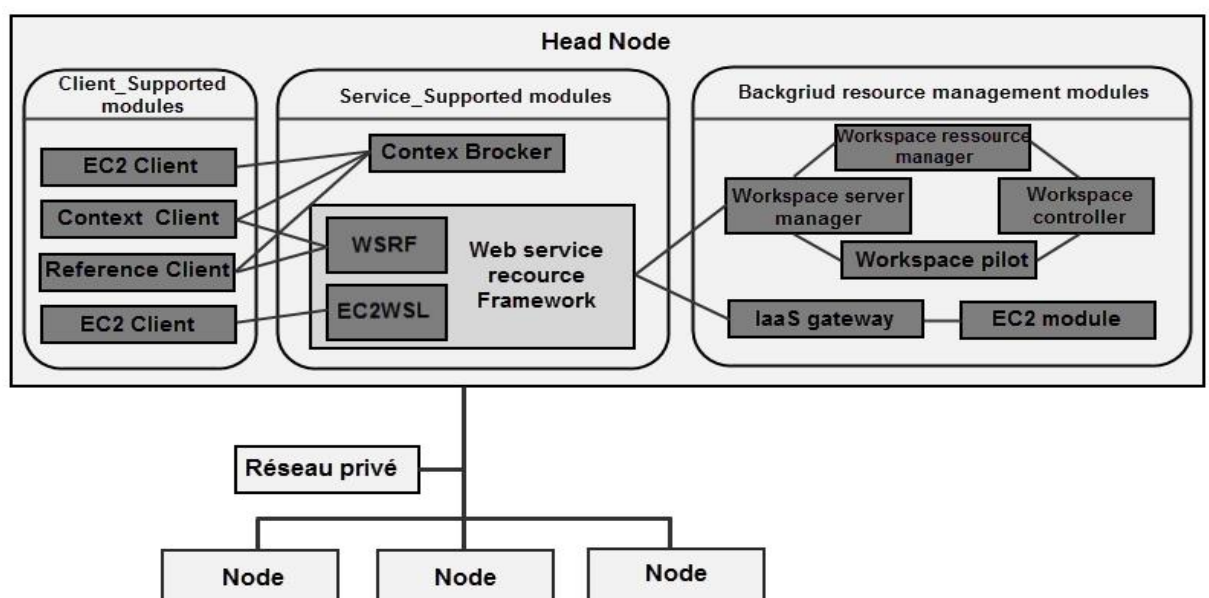 Head Node
Client_Supported
modules
Service_Supported modules
Backgriud resource management modules
EC2 Client
Context Client
Reference Client
EC2 Client
Contex Brocker
WSRF
EC2WSL
Web service
recource
Framework
Workspace ressource
manager
Workspace server
manager
Workspace
controller
Workspace pilot
IaaS gateway
EC2 module
Réseau privé
Node
Node
Node